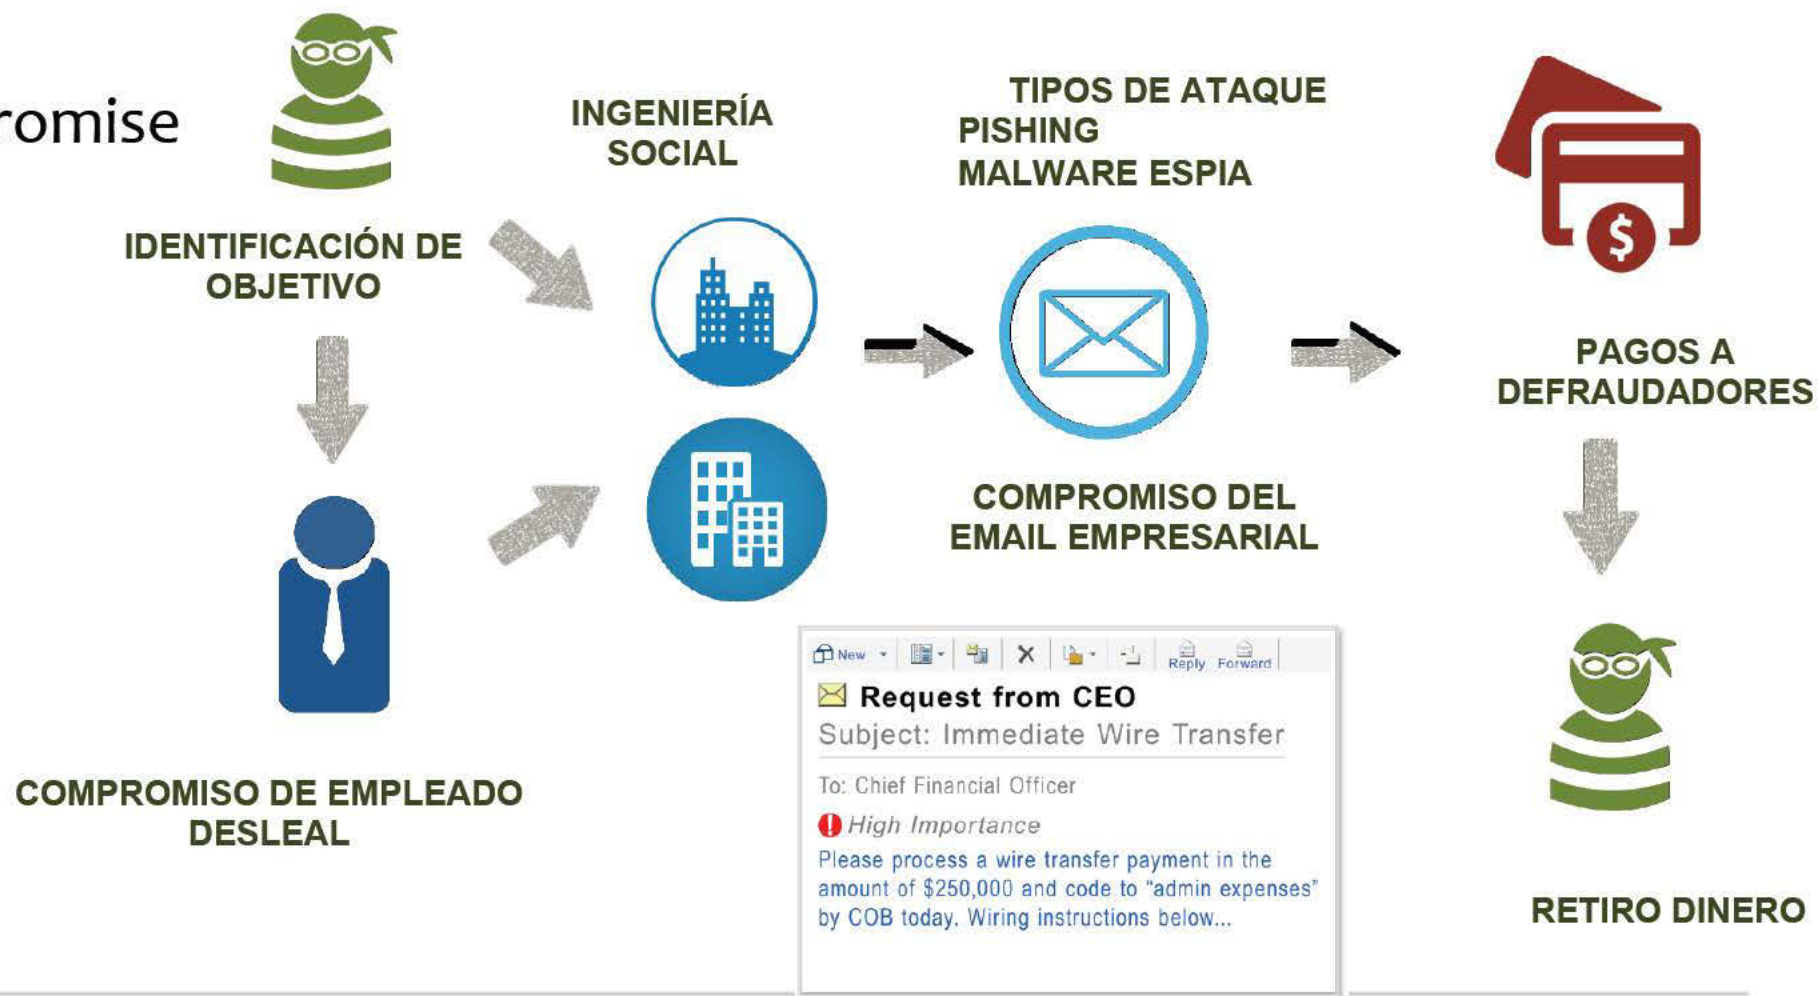 romise
IDENTIFICACIÓN DE
OBJETIVO
COMPROMISO DE EMPLEADO
DESLEAL
INGENIERÍA
SOCIAL
TIPOS DE ATAQUE
PISHING
MALWARE ESPIA
COMPROMISO DEL
EMAIL EMPRESARIAL
New
Reply Forward
Request from CEO
Subject: Immediate Wire Transfer
To: Chief Financial Officer
High Importance
Please process a wire transfer payment in the
amount of $250,000 and code to “admin expenses”
by COB today. Wiring instructions below...
$
PAGOS A
DEFRAUDADORES
RETIRO DINERO